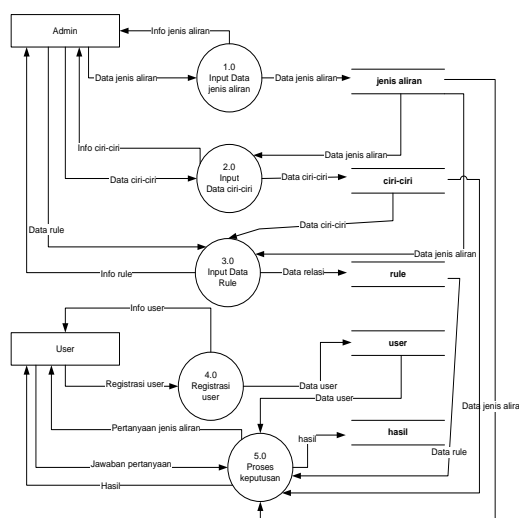 Admin
Info jenis aliran
1.0
Input Data
jenis aliran
Data jenis aliran
Data jenis aliran
jenis aliran
Info ciri-ciri
Data jenis aliran
2.0
Input
Data ciri-ciri
Data ciri-ciri
Data ciri-ciri
ciri-ciri
Data rule
Data ciri-ciri
3.0
Input Data
Rule
Data jenis aliran
Info rule
Data relasi
rule
Info user
User
user
4.0
Registrasi
user
Registrasi user
Data user
Data user
Data jenis alira
Pertanyaan jenis aliran
hasil
hasil
5.0
Proses
keputusan
Data rule
Jawaban pertanyaan
Hasil